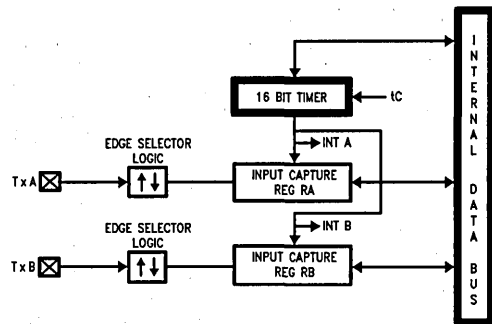 16 BIT TIMER
tC
INT A
EDGE SELECTOR
LOGIC
TxA
↑↓
INPUT CAPTURE
REG RA
INT B
EDGE SELECTOR
LOGIC
TxB
↑↓
INPUT CAPTURE
REG RB
INTERNAL DATA BUS